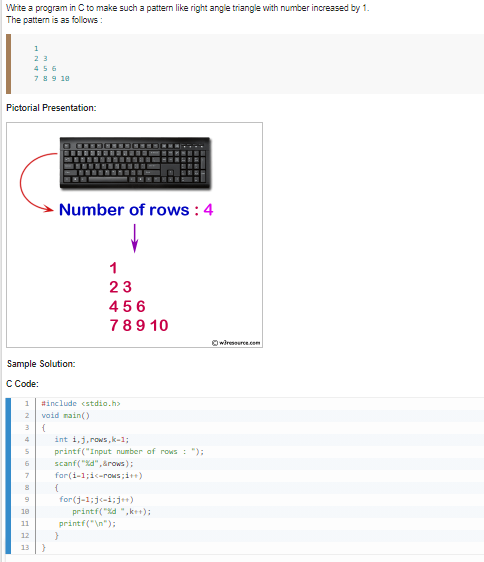 Write a program in C to make such a pattern like right angle triangle with number increased by 1.
The pattern is as follows :
1
2 3
4 5 6
7 8 9 10
Pictorial Presentation:
Number of rows : 4
1
2 3
4 5 6
7 8 9 10
© w3resource.com
Sample Solution:
C Code:
1 #include <stdio.h>
2 void main()
3 {
4 int i,j,rows,k=1;
5 printf("Input number of rows : ");
6 scanf("%d",&rows);
7 for(i=1;i<=rows;i++)
8 {
9 for(j=1;j<=i;j++)
10 printf("%d ",k++);
11 printf("\n");
12 }
13 }